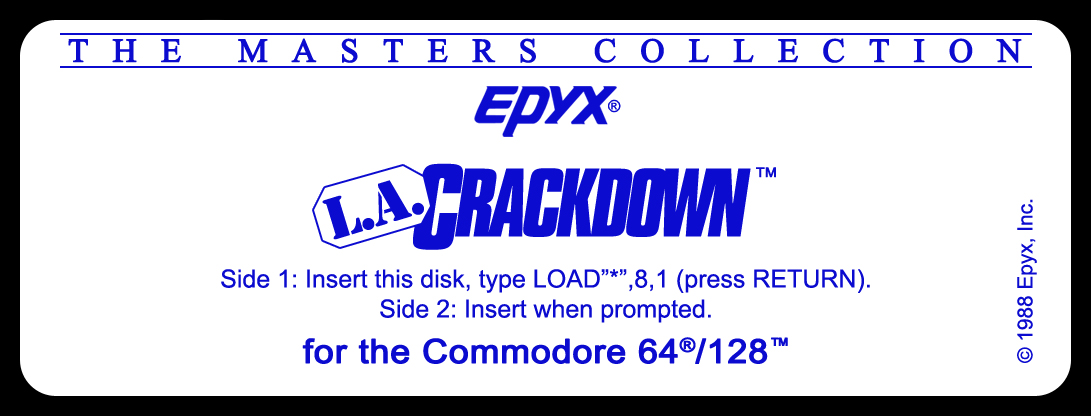 THE MASTERS COLLECTION
EPYX®
L.A. CRACKDOWN™
Side 1: Insert this disk, type LOAD”*”,8,1 (press RETURN).
Side 2: Insert when prompted.
for the Commodore 64®/128™
© 1988 Epyx, Inc.